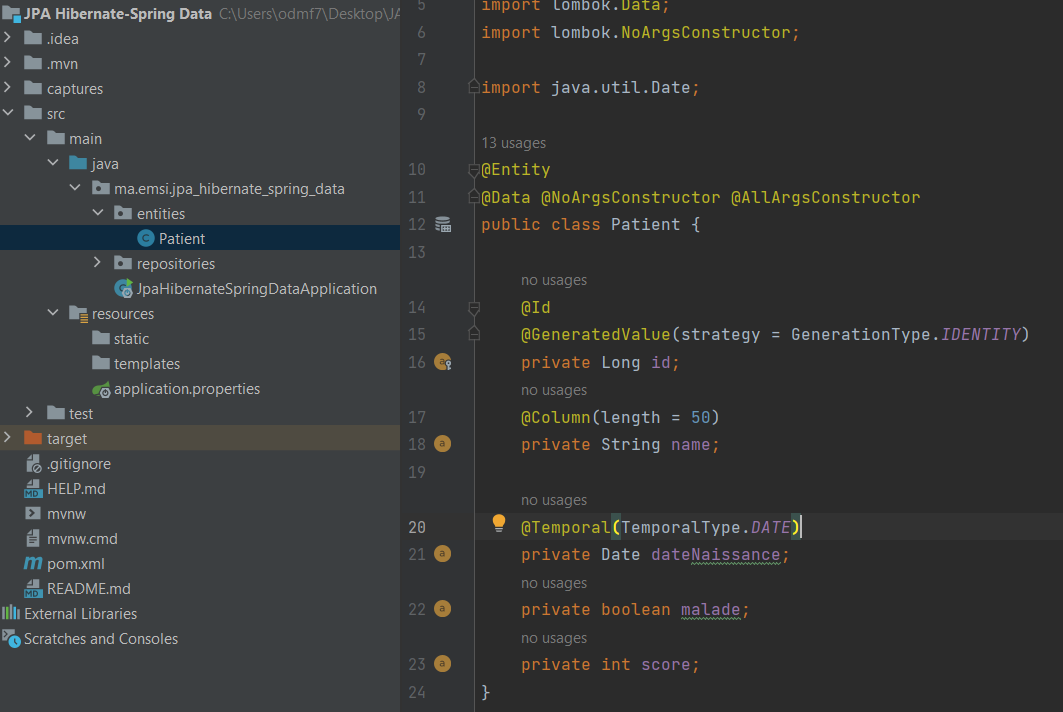 JPA Hibernate-Spring Data C:\Users\odmf7\Desktop\JA
.idea
.mvn
captures
src
main
java
ma.emsi.jpa_hibernate_spring_data
entities
Patient
repositories
JpaHibernateSpringDataApplication
resources
static
templates
application.properties
test
target
.gitignore
HELP.md
mvnw
mvnw.cmd
pom.xml
README.md
External Libraries
Scratches and Consoles
5 import lombok.Data;
6 import lombok.NoArgsConstructor;
7
8 import java.util.Date;
9
13 usages
10 @Entity
11 @Data @NoArgsConstructor @AllArgsConstructor
12 public class Patient {
13
no usages
14 @Id
15 @GeneratedValue(strategy = GenerationType.IDENTITY)
16 private Long id;
no usages
17 @Column(length = 50)
18 private String name;
19
no usages
20 @Temporal(TemporalType.DATE)
21 private Date dateNaissance;
no usages
22 private boolean malade;
no usages
23 private int score;
24 }